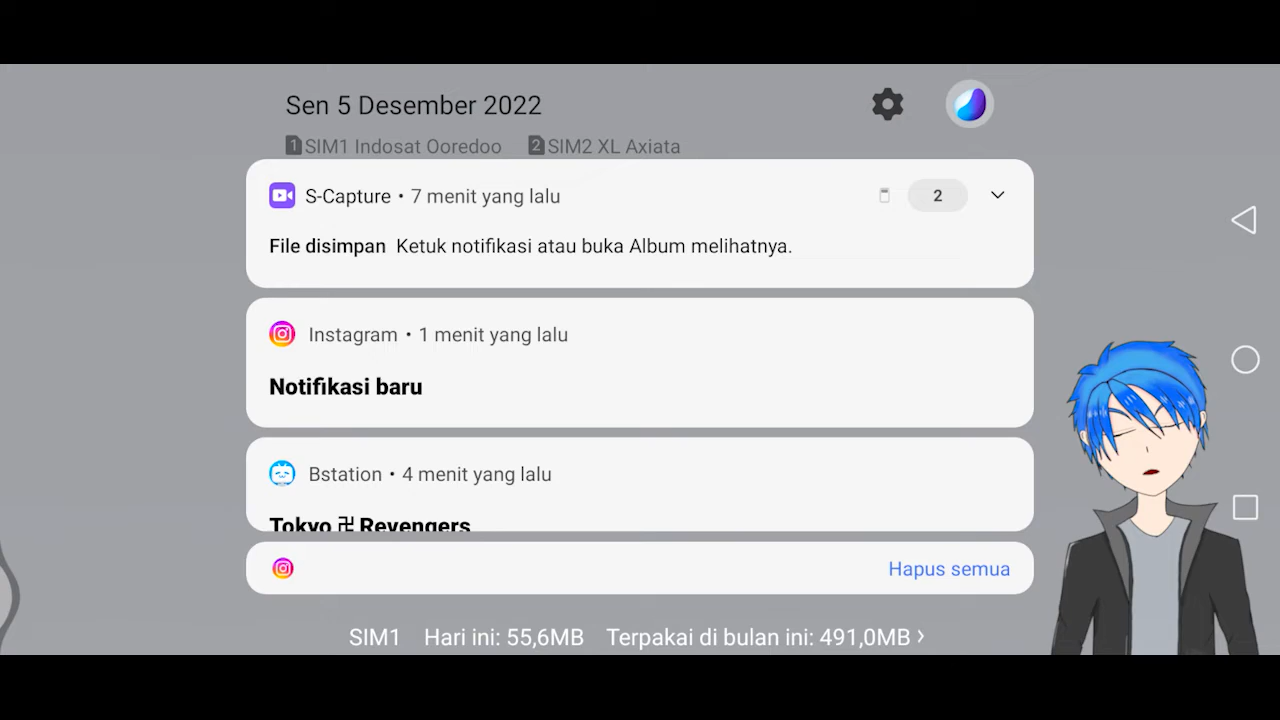 Sen 5 Desember 2022
1 SIM1 Indosat Ooredoo 2 SIM2 XL Axiata
S-Capture • 7 menit yang lalu 2
File disimpan Ketuk notifikasi atau buka Album melihatnya.
Instagram • 1 menit yang lalu
Notifikasi baru
Bstation • 4 menit yang lalu
Tokyo 卍 Revengers
Hapus semua
SIM1 Hari ini: 55,6MB Terpakai di bulan ini: 491,0MB ›